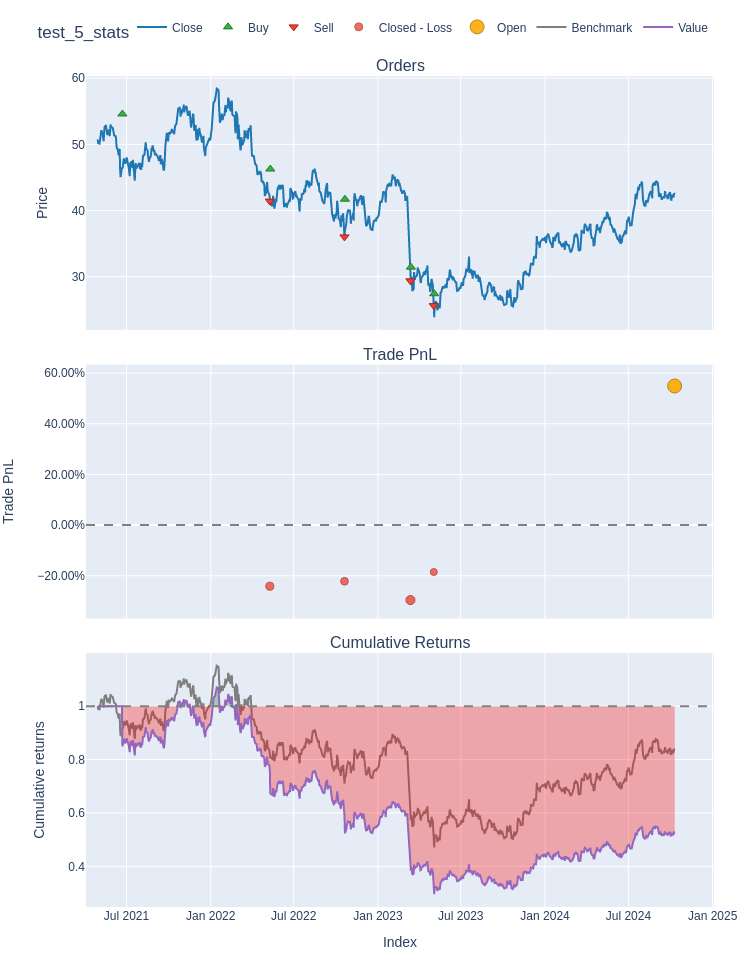 test_5_stats
Close Buy Sell Closed - Loss Open Benchmark Value
Orders
60
50
40
30
Price
Trade PnL
60.00%
40.00%
20.00%
0.00%
−20.00%
Trade PnL
Cumulative Returns
1
0.8
0.6
0.4
Cumulative returns
Jul 2021 Jan 2022 Jul 2022 Jan 2023 Jul 2023 Jan 2024 Jul 2024 Jan 2025
Index